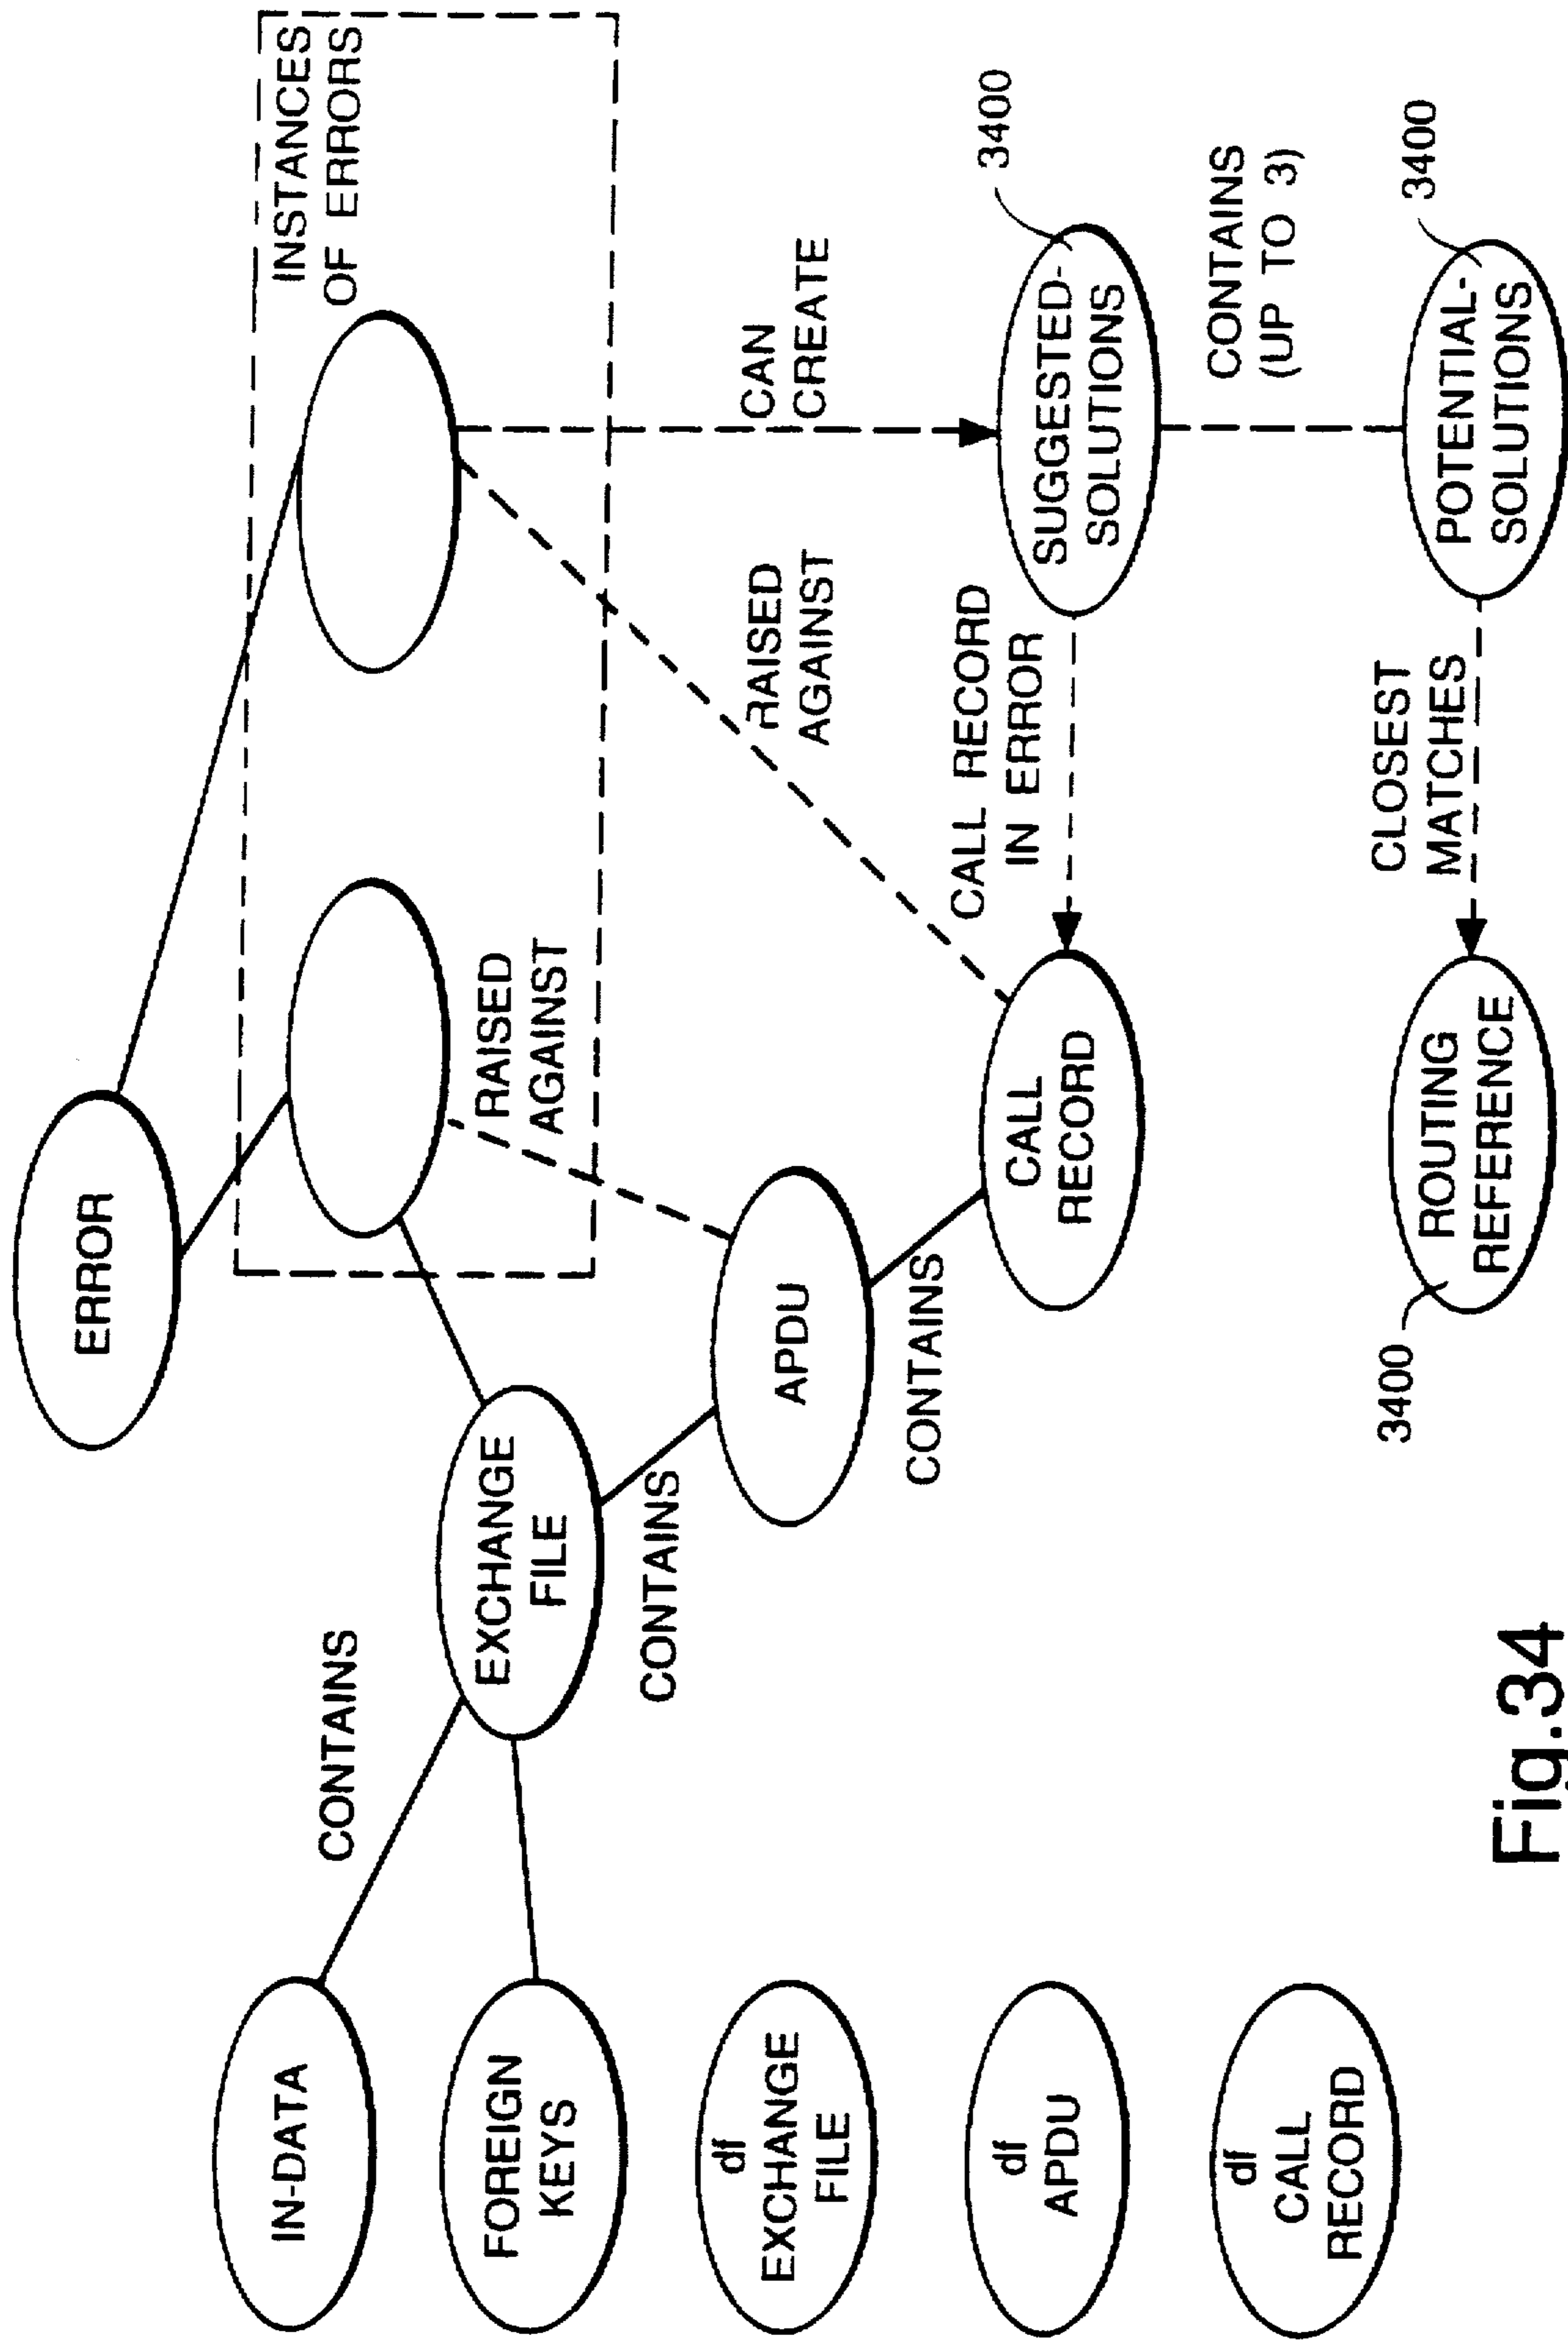 ERROR
INSTANCES
OF ERRORS
IN-DATA
CONTAINS
EXCHANGE
FILE
RAISED
AGAINST
FOREIGN
KEYS
CONTAINS
APDU
RAISED
AGAINST
CAN
CREATE
df
EXCHANGE
FILE
CONTAINS
CALL
RECORD
CALL RECORD
IN ERROR
SUGGESTED-
SOLUTIONS
3400
df
APDU
CONTAINS
(UP TO 3)
df
CALL
RECORD
3400
ROUTING
REFERENCE
CLOSEST
MATCHES
POTENTIAL-
SOLUTIONS
3400
Fig.34